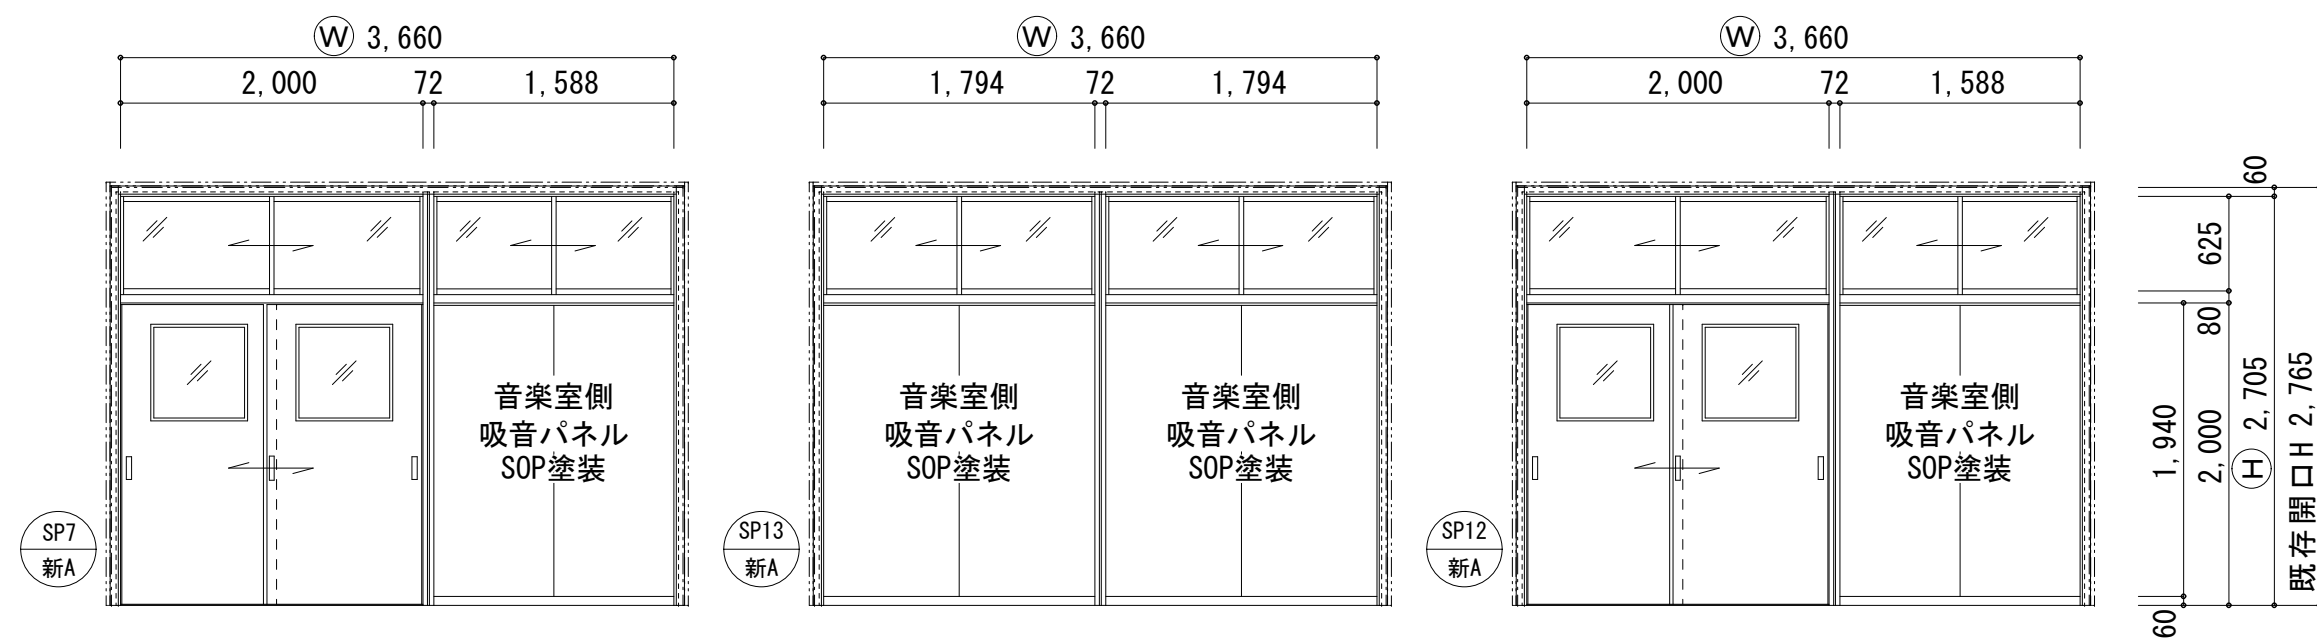 W 3,660
2,000 72 1,588
音楽室側
吸音パネル
SOP塗装
SP7
新A
W 3,660
1,794 72 1,794
音楽室側
吸音パネル
SOP塗装
音楽室側
吸音パネル
SOP塗装
SP13
新A
W 3,660
2,000 72 1,588
音楽室側
吸音パネル
SOP塗装
SP12
新A
60
625
80
1,940
2,000
H 2,705
既存開口H 2,765
60